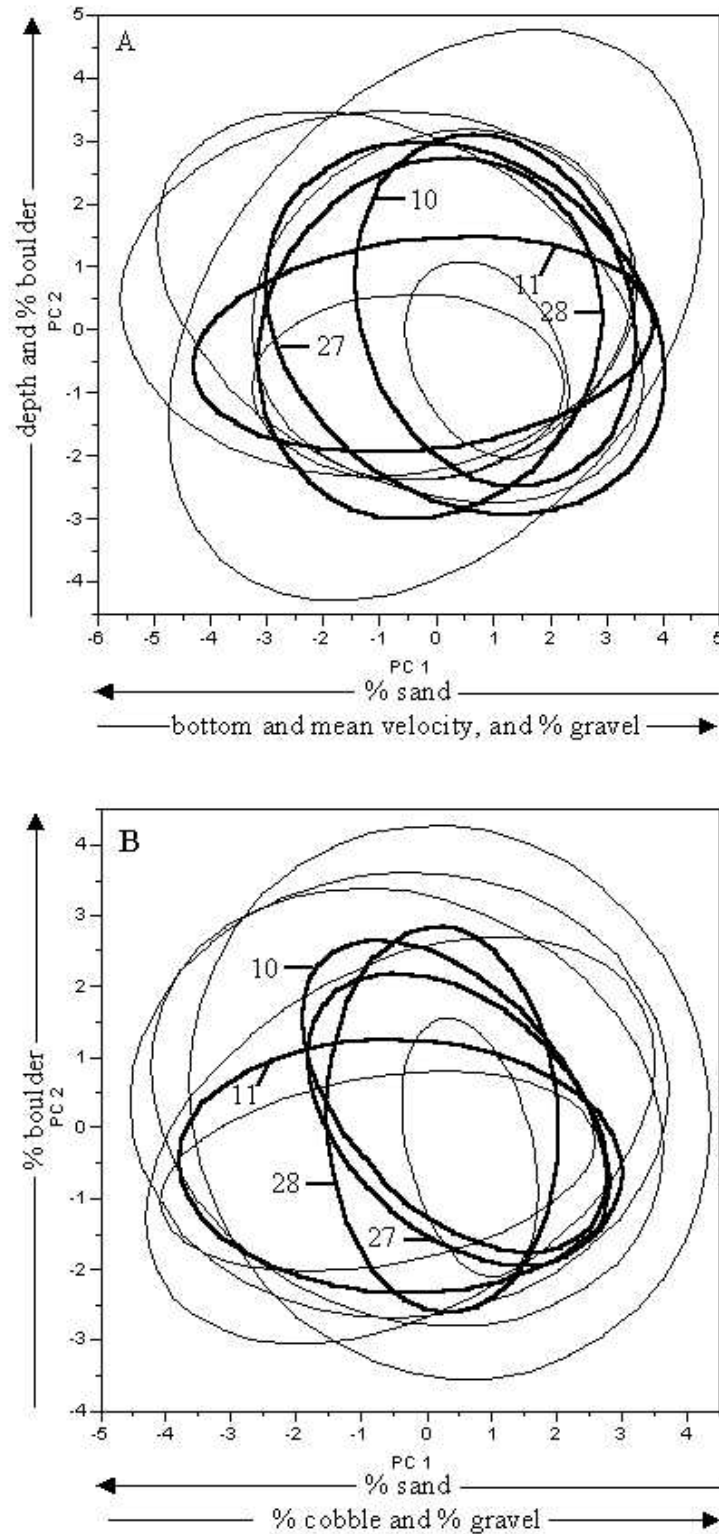 A
5
4
3
2
1
0
-1
-2
-3
-4
depth and % boulder
PC 2
10
11
28
27
-6 -5 -4 -3 -2 -1 0 1 2 3 4 5
PC 1
% sand
bottom and mean velocity, and % gravel
B
4
3
2
1
0
-1
-2
-3
-4
% boulder
PC 2
10
11
28
27
-5 -4 -3 -2 -1 0 1 2 3 4
PC 1
% sand
% cobble and % gravel